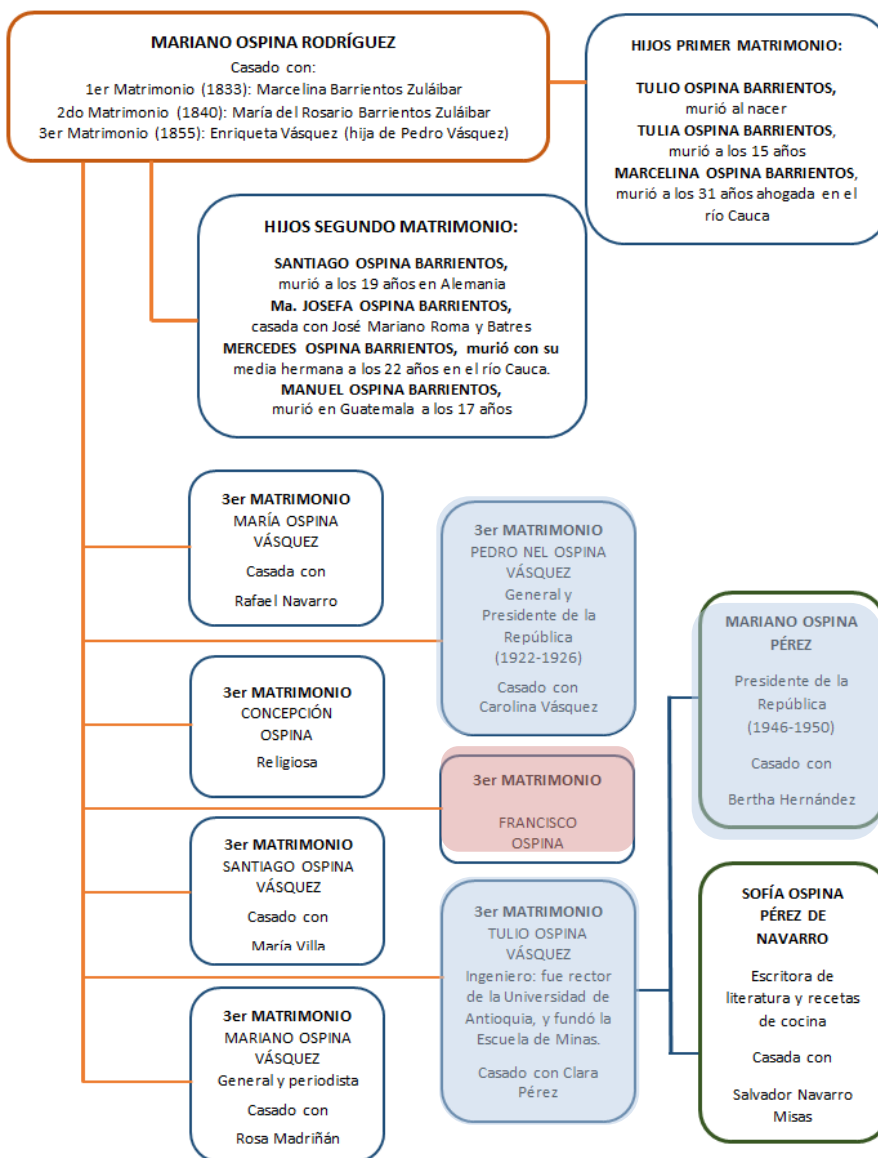 MARIANO OSPINA RODRÍGUEZ
Casado con:
1er Matrimonio (1833): Marcelina Barrientos Zuláibar
2do Matrimonio (1840): María del Rosario Barrientos Zuláibar
3er Matrimonio (1855): Enriqueta Vásquez (hija de Pedro Vásquez)
HIJOS PRIMER MATRIMONIO:
TULIO OSPINA BARRIENTOS,
murió al nacer
TULIA OSPINA BARRIENTOS,
murió a los 15 años
MARCELINA OSPINA BARRIENTOS,
murió a los 31 años ahogada en el
río Cauca
HIJOS SEGUNDO MATRIMONIO:
SANTIAGO OSPINA BARRIENTOS,
murió a los 19 años en Alemania
Ma. JOSEFA OSPINA BARRIENTOS,
casada con José Mariano Roma y Batres
MERCEDES OSPINA BARRIENTOS, murió con su
media hermana a los 22 años en el río Cauca.
MANUEL OSPINA BARRIENTOS,
murió en Guatemala a los 17 años
3er MATRIMONIO
MARÍA OSPINA
VÁSQUEZ
Casada con
Rafael Navarro
3er MATRIMONIO
PEDRO NEL OSPINA
VÁSQUEZ
General y
Presidente de la
República
(1922-1926)
Casado con
Carolina Vásquez
3er MATRIMONIO
CONCEPCIÓN
OSPINA
Religiosa
3er MATRIMONIO
FRANCISCO
OSPINA
3er MATRIMONIO
SANTIAGO OSPINA
VÁSQUEZ
Casado con
María Villa
3er MATRIMONIO
TULIO OSPINA
VÁSQUEZ
Ingeniero: fue rector
de la Universidad de
Antioquia, y fundó la
Escuela de Minas.
Casado con Clara
Pérez
3er MATRIMONIO
MARIANO OSPINA
VÁSQUEZ
General y periodista
Casado con
Rosa Madriñán
MARIANO OSPINA
PÉREZ
Presidente de la
República
(1946-1950)
Casado con
Bertha Hernández
SOFÍA OSPINA
PÉREZ DE
NAVARRO
Escritora de
literatura y recetas
de cocina
Casada con
Salvador Navarro
Misas